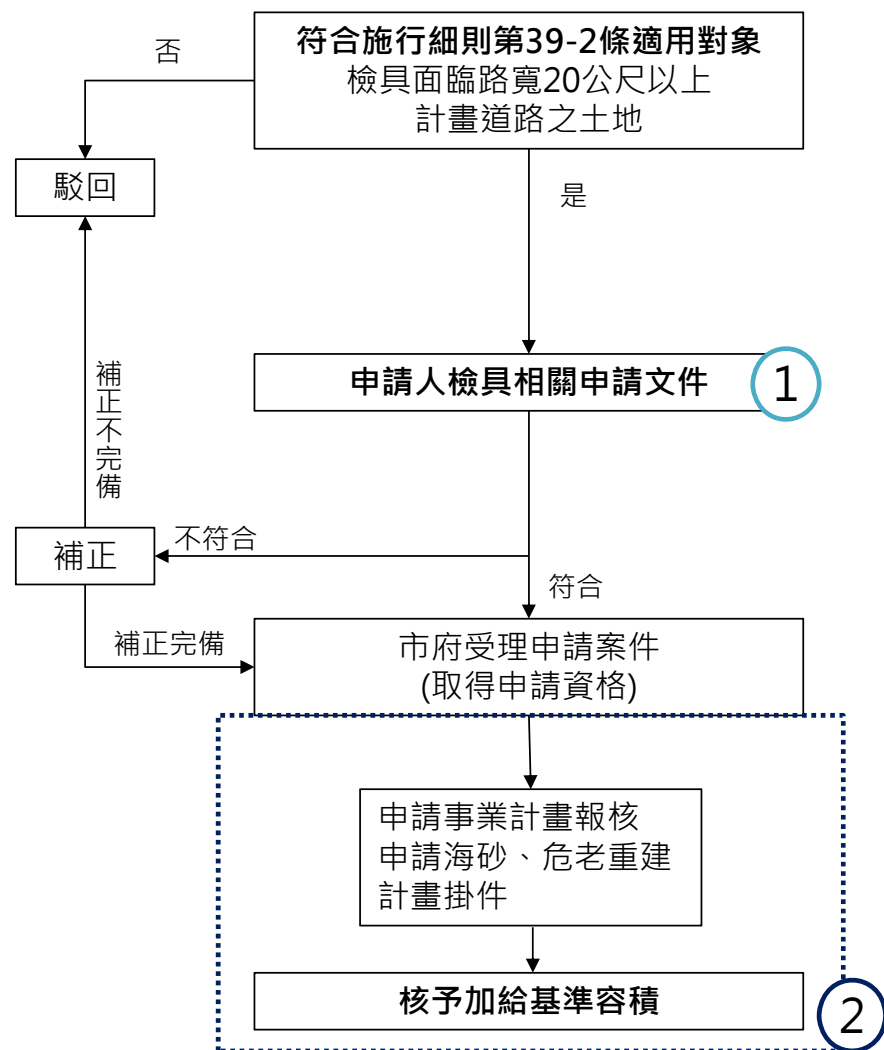 否
符合施行細則第39-2條適用對象
檢具面臨路寬20公尺以上
計畫道路之土地
駁回
是
申請人檢具相關申請文件
1
補正不完備
補正
不符合
符合
補正完備
市府受理申請案件
(取得申請資格)
申請事業計畫報核
申請海砂、危老重建
計畫掛件
核予加給基準容積
2